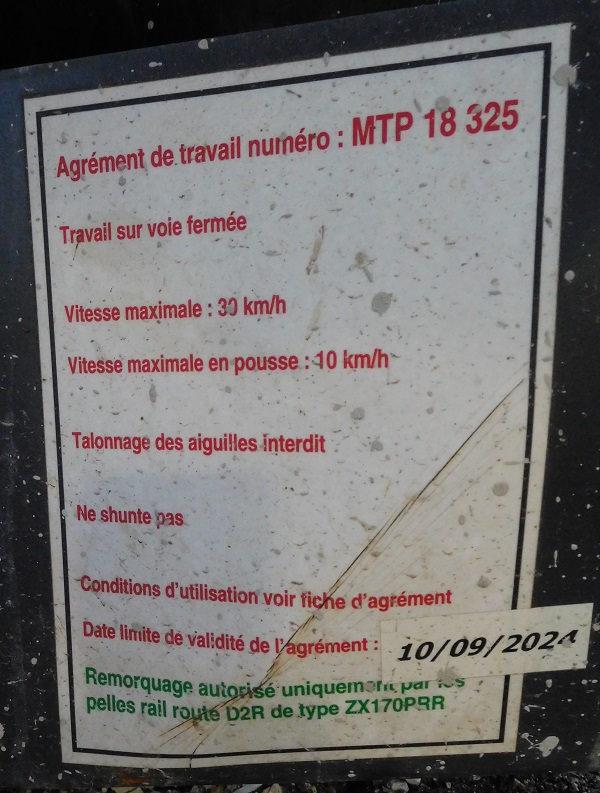 Agrément de travail numéro : MTP 18 325
Travail sur voie fermée
Vitesse maximale : 30 km/h
Vitesse maximale en pousse : 10 km/h
Talonnage des aiguilles interdit
Ne shunte pas
Conditions d'utilisation voir fiche d'agrément
Date limite de validité de l'agrément : 10/09/2024
Remorquage autorisé uniquement par les
pelles rail route D2R de type ZX170PRR